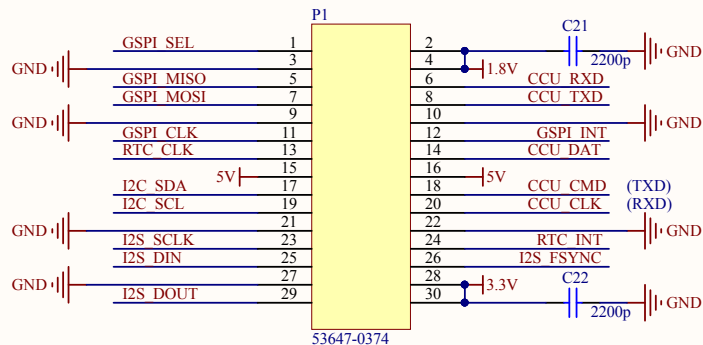 P1
C21
GSPI_SEL 1 2 GND
3 4 2200p
GND 1.8V
GSPI_MISO 5 6 CCU_RXD
GSPI_MOSI 7 8 CCU_TXD
GND 9 10 GND
GSPI_CLK 11 12 GSPI_INT
RTC_CLK 13 14 CCU_DAT
5V 15 16 5V
I2C_SDA 17 18 CCU_CMD (TXD)
I2C_SCL 19 20 CCU_CLK (RXD)
GND 21 22 GND
I2S_SCLK 23 24 RTC_INT
I2S_DIN 25 26 I2S_FSYNC
GND 27 28 3.3V C22
I2S_DOUT 29 30 GND
2200p
53647-0374